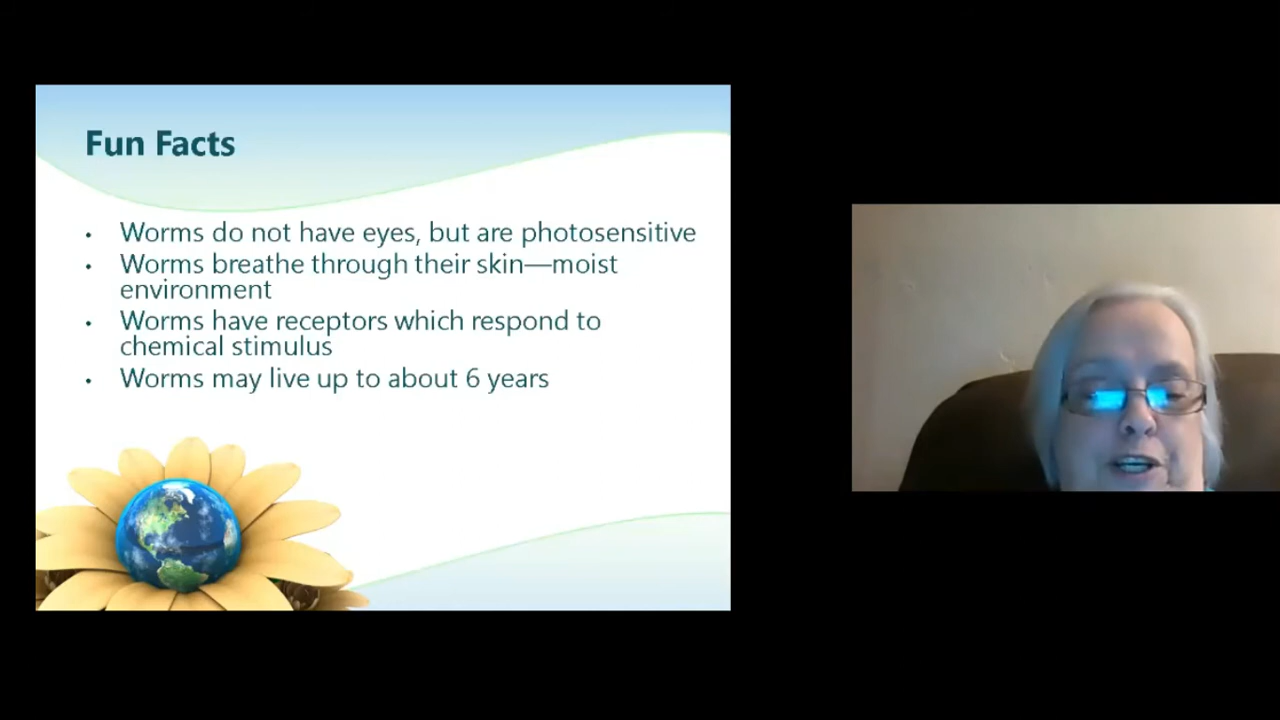 Fun Facts
• Worms do not have eyes, but are photosensitive
• Worms breathe through their skin—moist
environment
• Worms have receptors which respond to
chemical stimulus
• Worms may live up to about 6 years